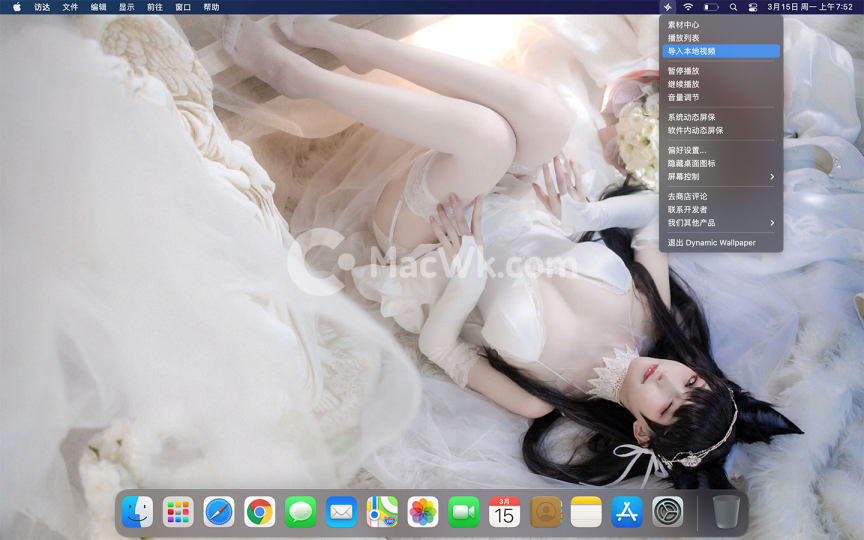 访达 文件 编辑 显示 前往 窗口 帮助 3月15日 周一 上午7:52
素材中心
播放列表
导入本地视频
暂停播放
继续播放
音量调节
系统动态屏保
软件内动态屏保
偏好设置...
隐藏桌面图标
屏幕控制
去商店评论
联系开发者
我们其他产品
退出 Dynamic Wallpaper
MacWk.com
3月
15